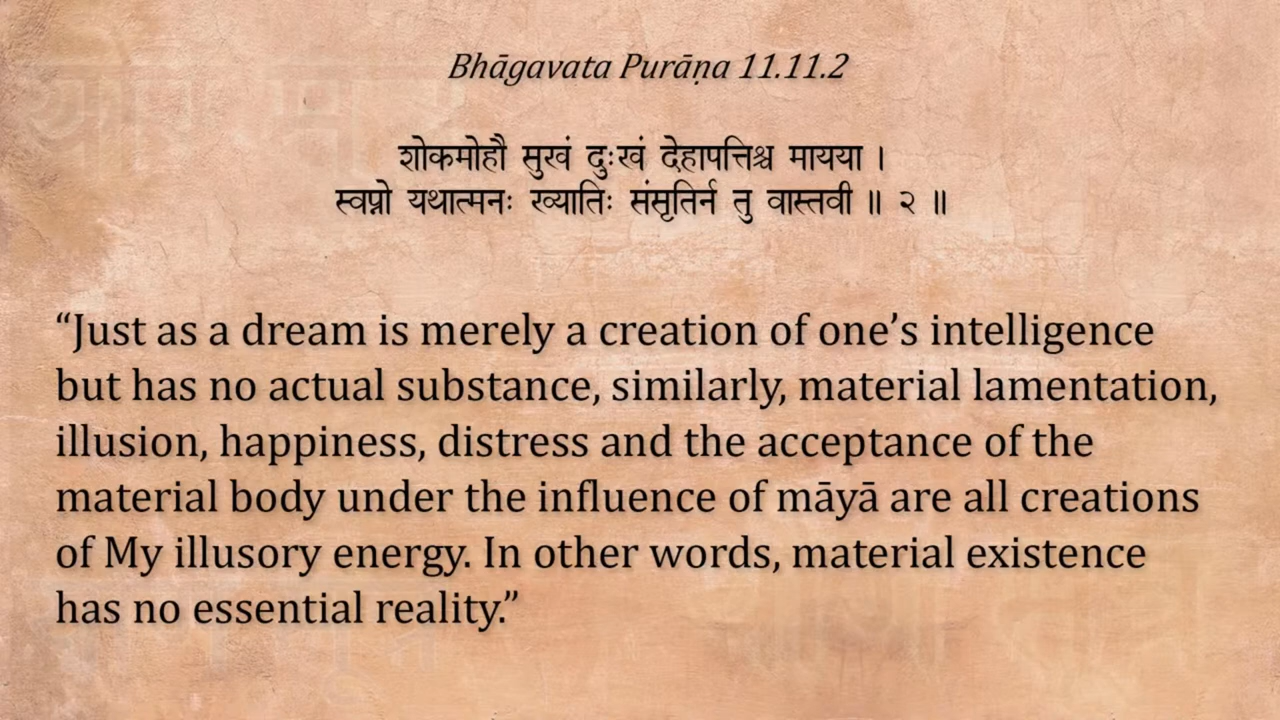 Bhāgavata Purāṇa 11.11.2
शोकमोहौ सुखं दुःखं देहापत्तिश्च मायया ।
स्वप्नो यथात्मनः ख्यातिः संसृतिर्न तु वास्तवी ॥ २ ॥
“Just as a dream is merely a creation of one’s intelligence
but has no actual substance, similarly, material lamentation,
illusion, happiness, distress and the acceptance of the
material body under the influence of māyā are all creations
of My illusory energy. In other words, material existence
has no essential reality.”